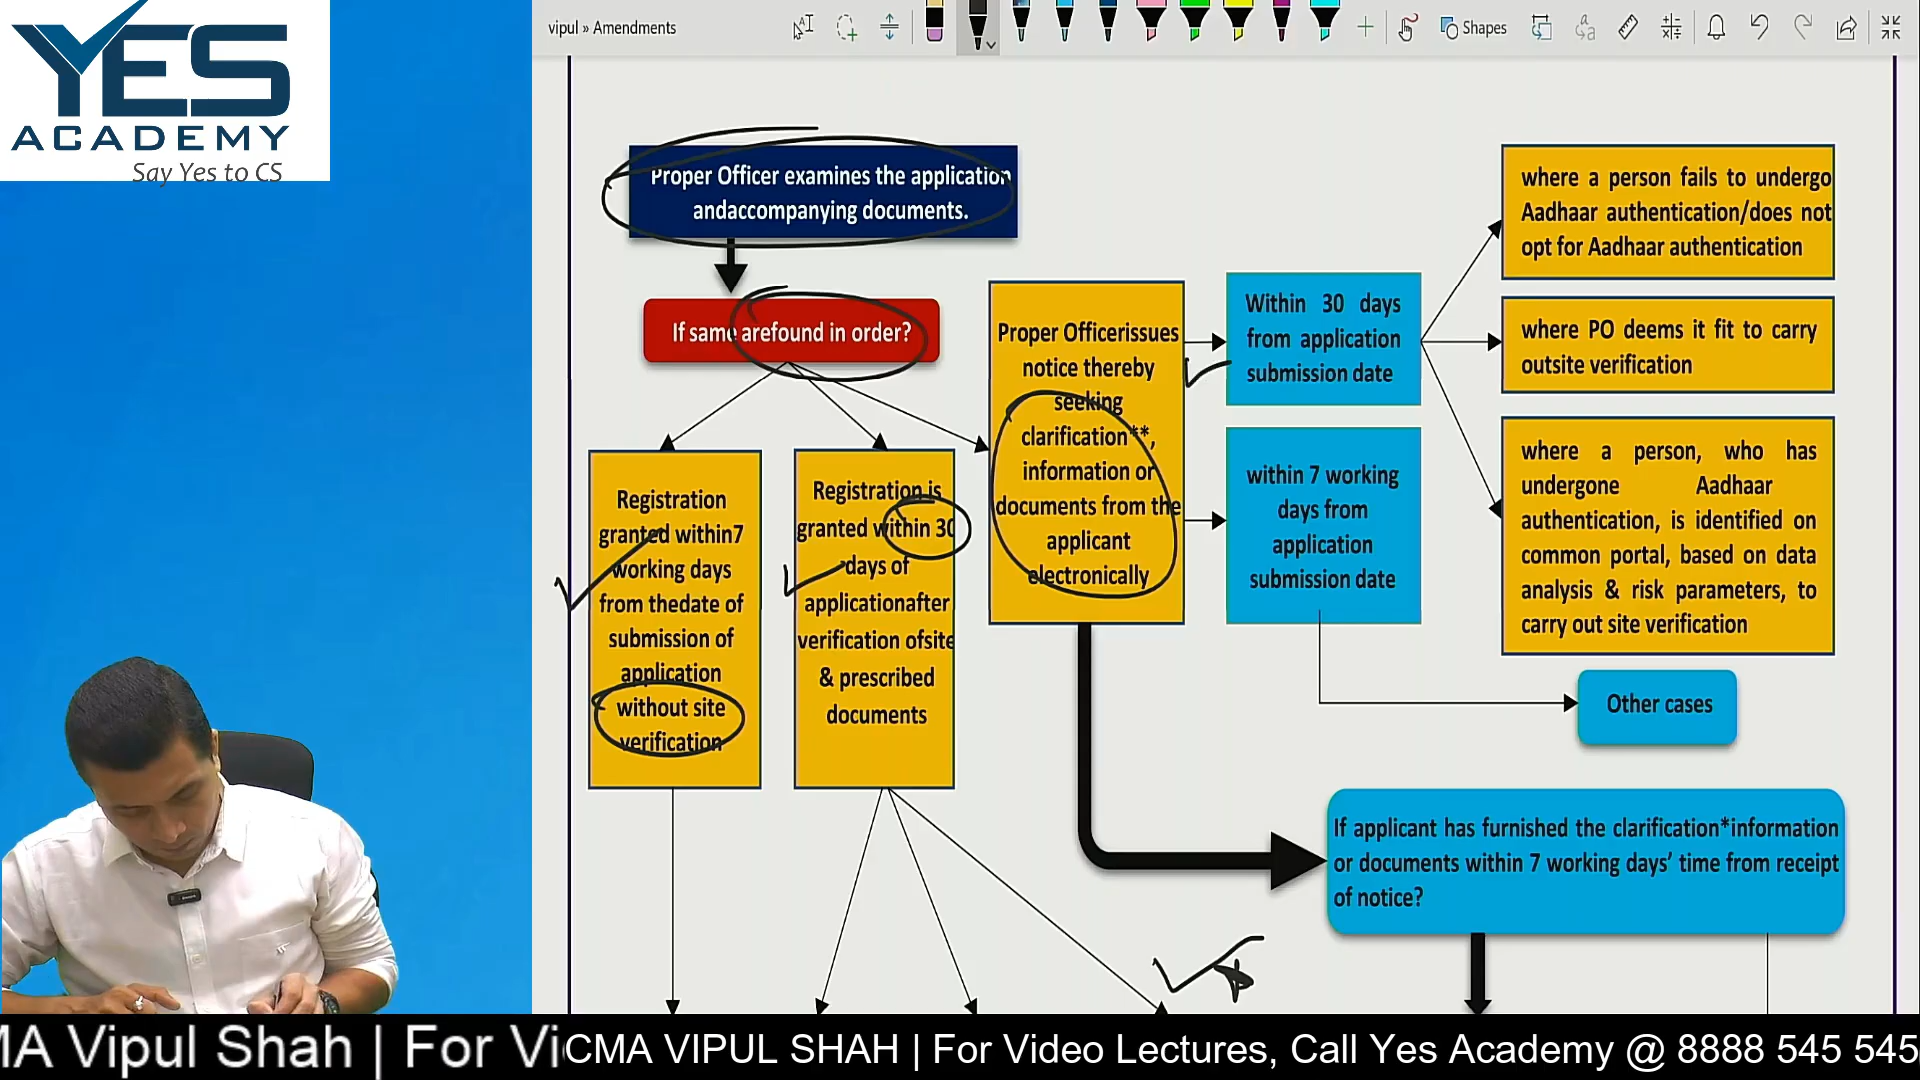 YES
ACADEMY
Say Yes to CS
vipul » Amendments
Shapes
Proper Officer examines the application
andaccompanying documents.
If same arefound in order?
Registration
granted within7
working days
from thedate of
submission of
application
without site
verification
Registration is
granted within 30
days of
applicationafter
verification ofsite
& prescribed
documents
Proper Officerissues
notice thereby
seeking
clarification**,
information or
documents from the
applicant
electronically
Within 30 days
from application
submission date
within 7 working
days from
application
submission date
where a person fails to undergo
Aadhaar authentication/does not
opt for Aadhaar authentication
where PO deems it fit to carry
outsite verification
where a person, who has
undergone Aadhaar
authentication, is identified on
common portal, based on data
analysis & risk parameters, to
carry out site verification
Other cases
If applicant has furnished the clarification*information
or documents within 7 working days’ time from receipt
of notice?
MA Vipul Shah | For Vi
CMA VIPUL SHAH | For Video Lectures, Call Yes Academy @ 8888 545 545